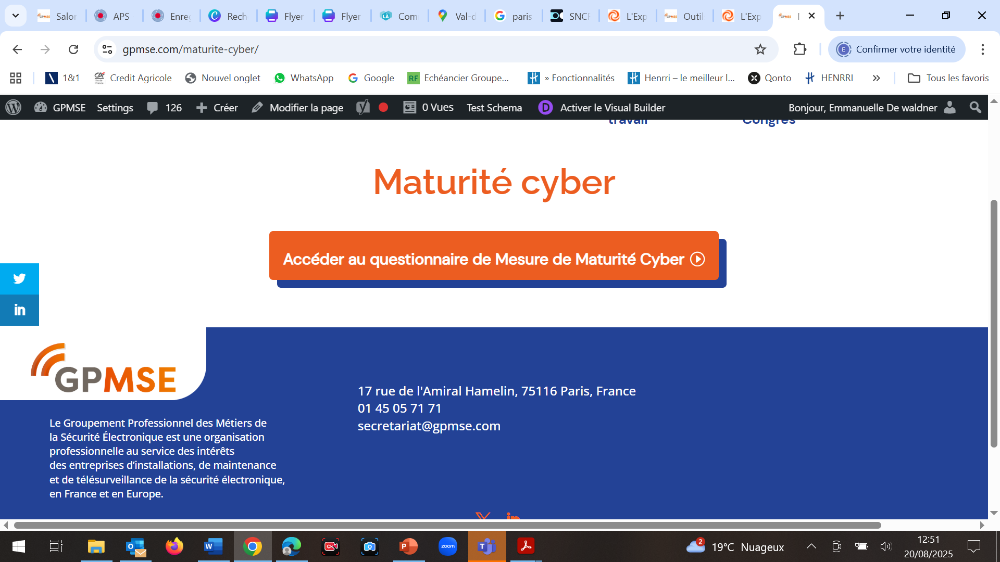 Salor
APS
Enreg
Rech
Flyer
Flyer
Com
Val-d
paris
SNCF
L'Exp
Outil
L'Exp
gpmse.com/maturite-cyber/
Confirmer votre identité
1&1
Credit Agricole
Nouvel onglet
WhatsApp
Google
Echéancier Groupe...
» Fonctionnalités
Henrri – le meilleur l...
Qonto
HENRRI
Tous les favoris
GPMSE
Settings
126
Créer
Modifier la page
0 Vues
Test Schema
Activer le Visual Builder
Bonjour, Emmanuelle De waldner
travail
Congrès
Maturité cyber
Accéder au questionnaire de Mesure de Maturité Cyber
GPMSE
Le Groupement Professionnel des Métiers de
la Sécurité Électronique est une organisation
professionnelle au service des intérêts
des entreprises d’installations, de maintenance
et de télésurveillance de la sécurité électronique,
en France et en Europe.
17 rue de l'Amiral Hamelin, 75116 Paris, France
01 45 05 71 71
secretariat@gpmse.com
zoom
2
19°C Nuageux
12:51
20/08/2025